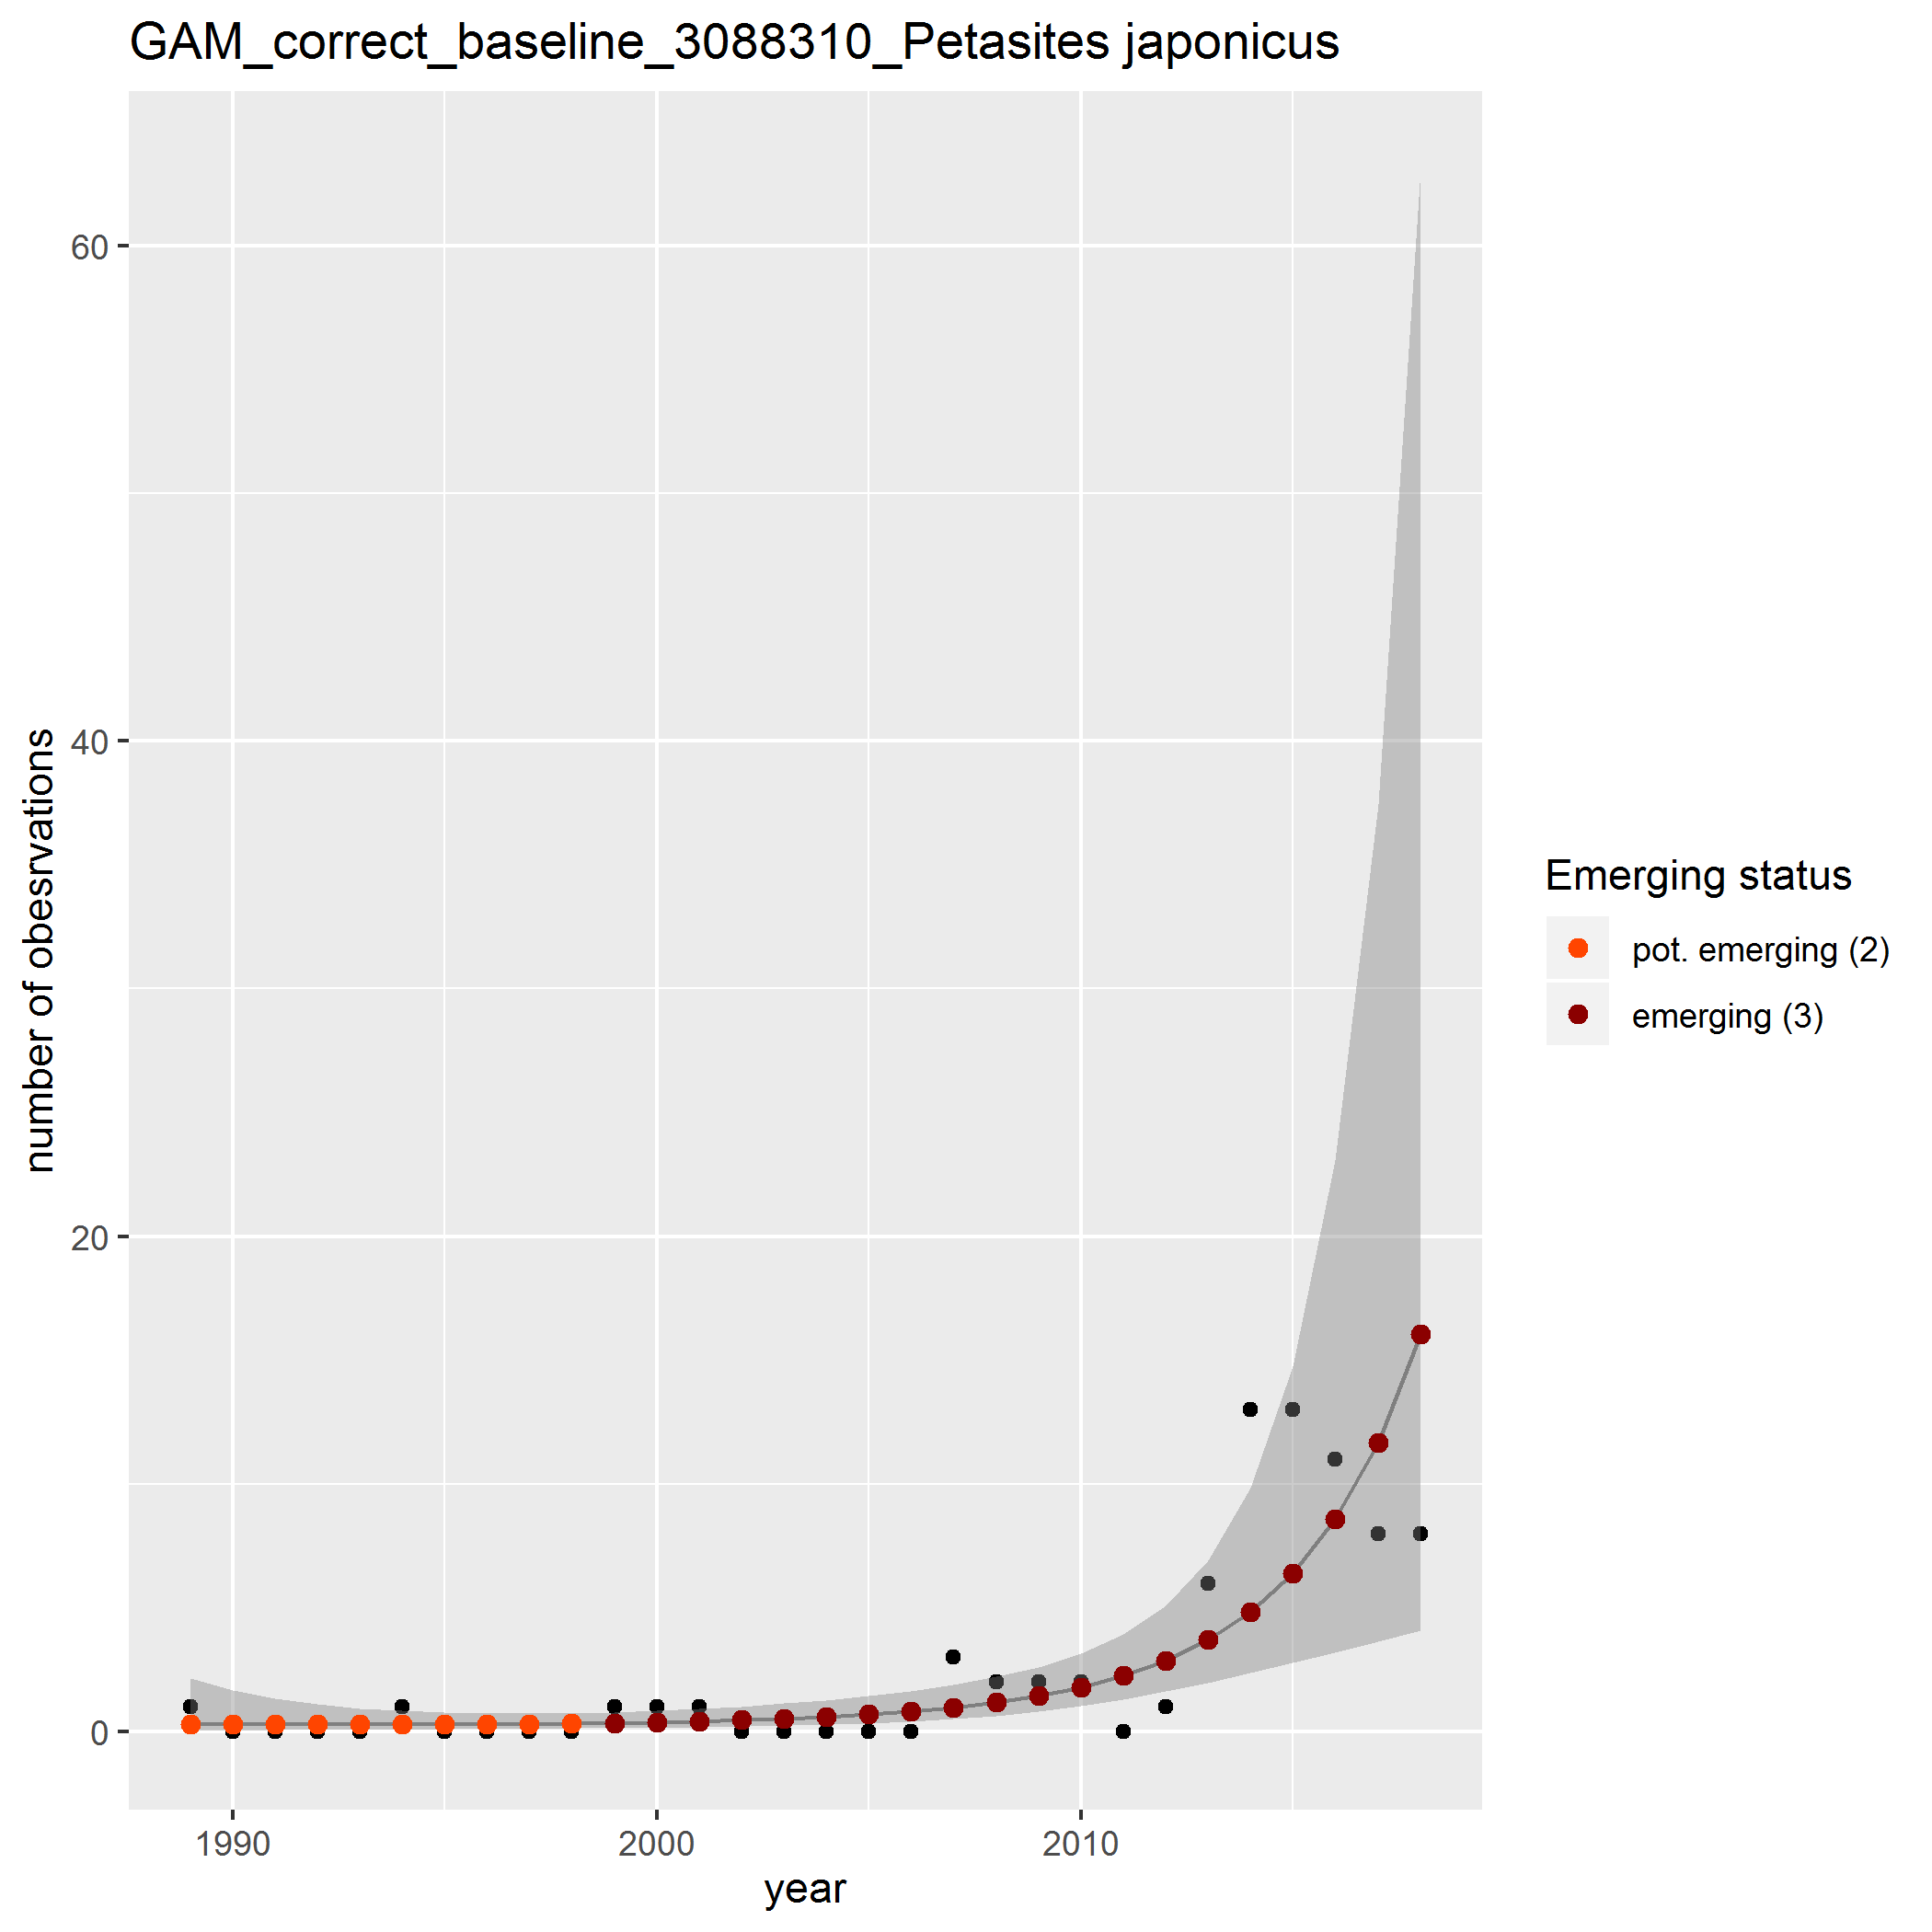 GAM_correct_baseline_3088310_Petasites japonicus
number of obesrvations
60
40
20
0
1990
2000
2010
year
Emerging status
pot. emerging (2)
emerging (3)